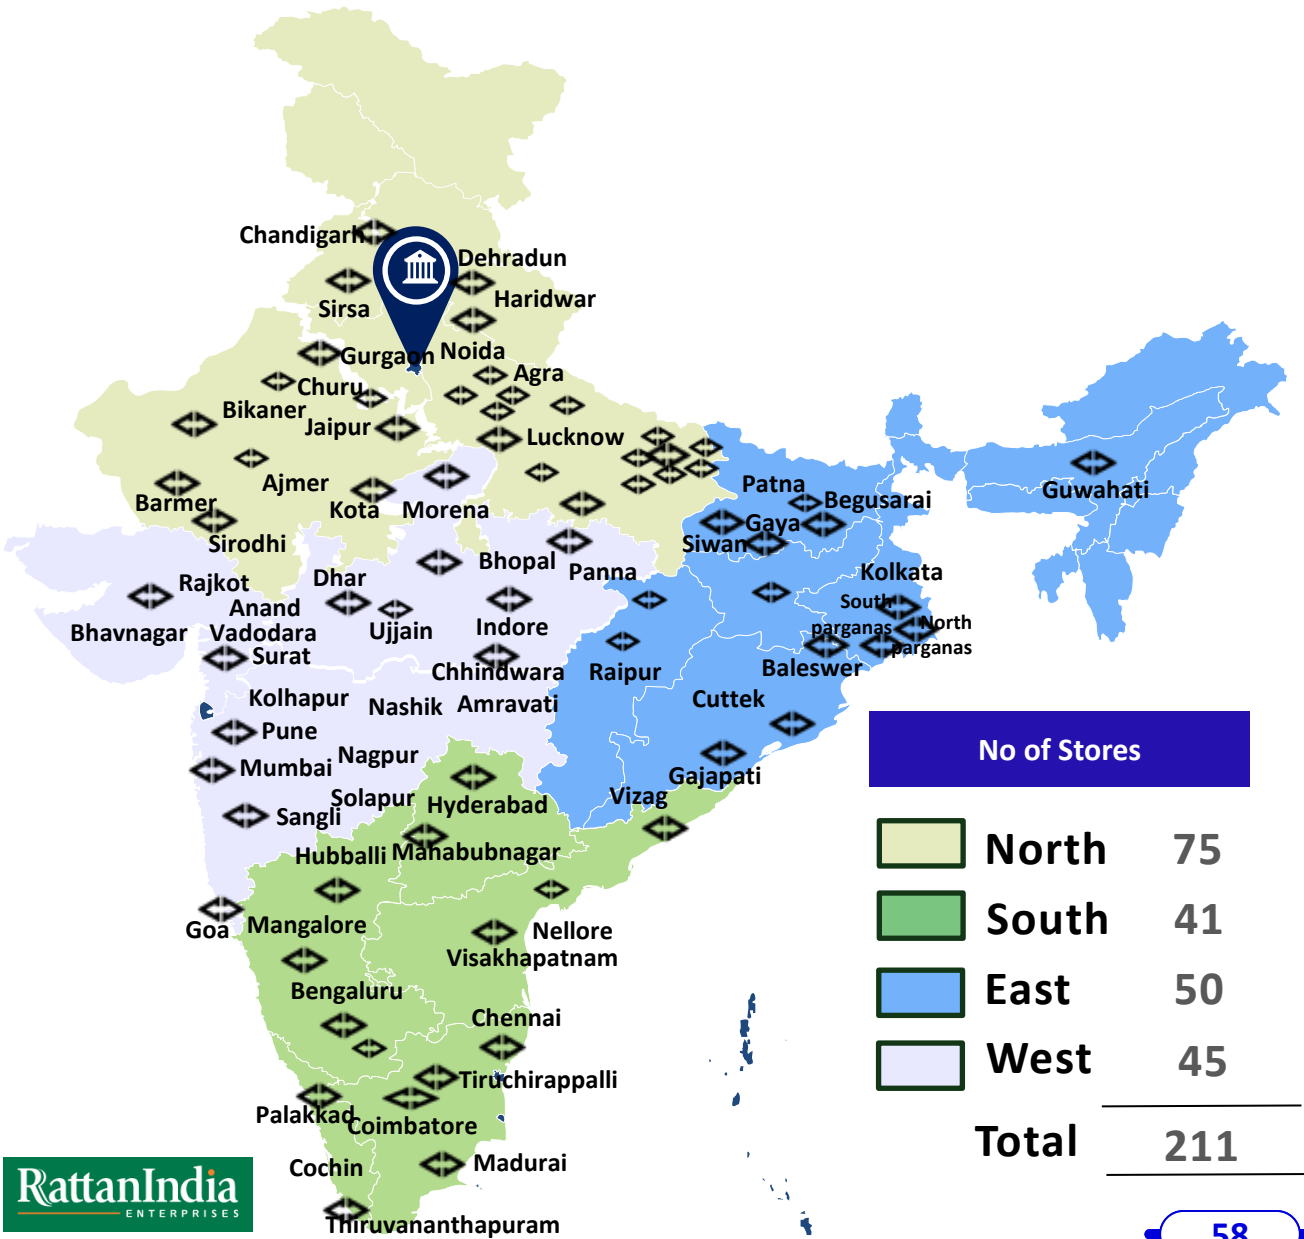 Chandigarh
Dehradun
Sirsa
Haridwar
Gurgaon
Noida
Agra
Churu
Bikaner
Jaipur
Lucknow
Ajmer
Barmer
Kota
Morena
Sirodhi
Patna
Begusarai
Gaya
Siwan
Guwahati
Bhopal
Panna
Rajkot
Dhar
Anand
Bhavnagar
Vadodara
Ujjain
Indore
Surat
Chhindwara
Raipur
Kolkata
South
parganas
North
parganas
Baleswer
Kolhapur
Nashik
Amravati
Cuttek
Pune
Nagpur
Mumbai
Gajapati
Solapur
Hyderabad
Vizag
Sangli
Hubballi
Mahabubnagar
Goa
Mangalore
Nellore
Visakhapatnam
Bengaluru
Chennai
Tiruchirappalli
Palakkad
Coimbatore
Cochin
Madurai
Thiruvananthapuram
No of Stores
North 75
South 41
East 50
West 45
Total 211
RattanIndia
ENTERPRISES
58